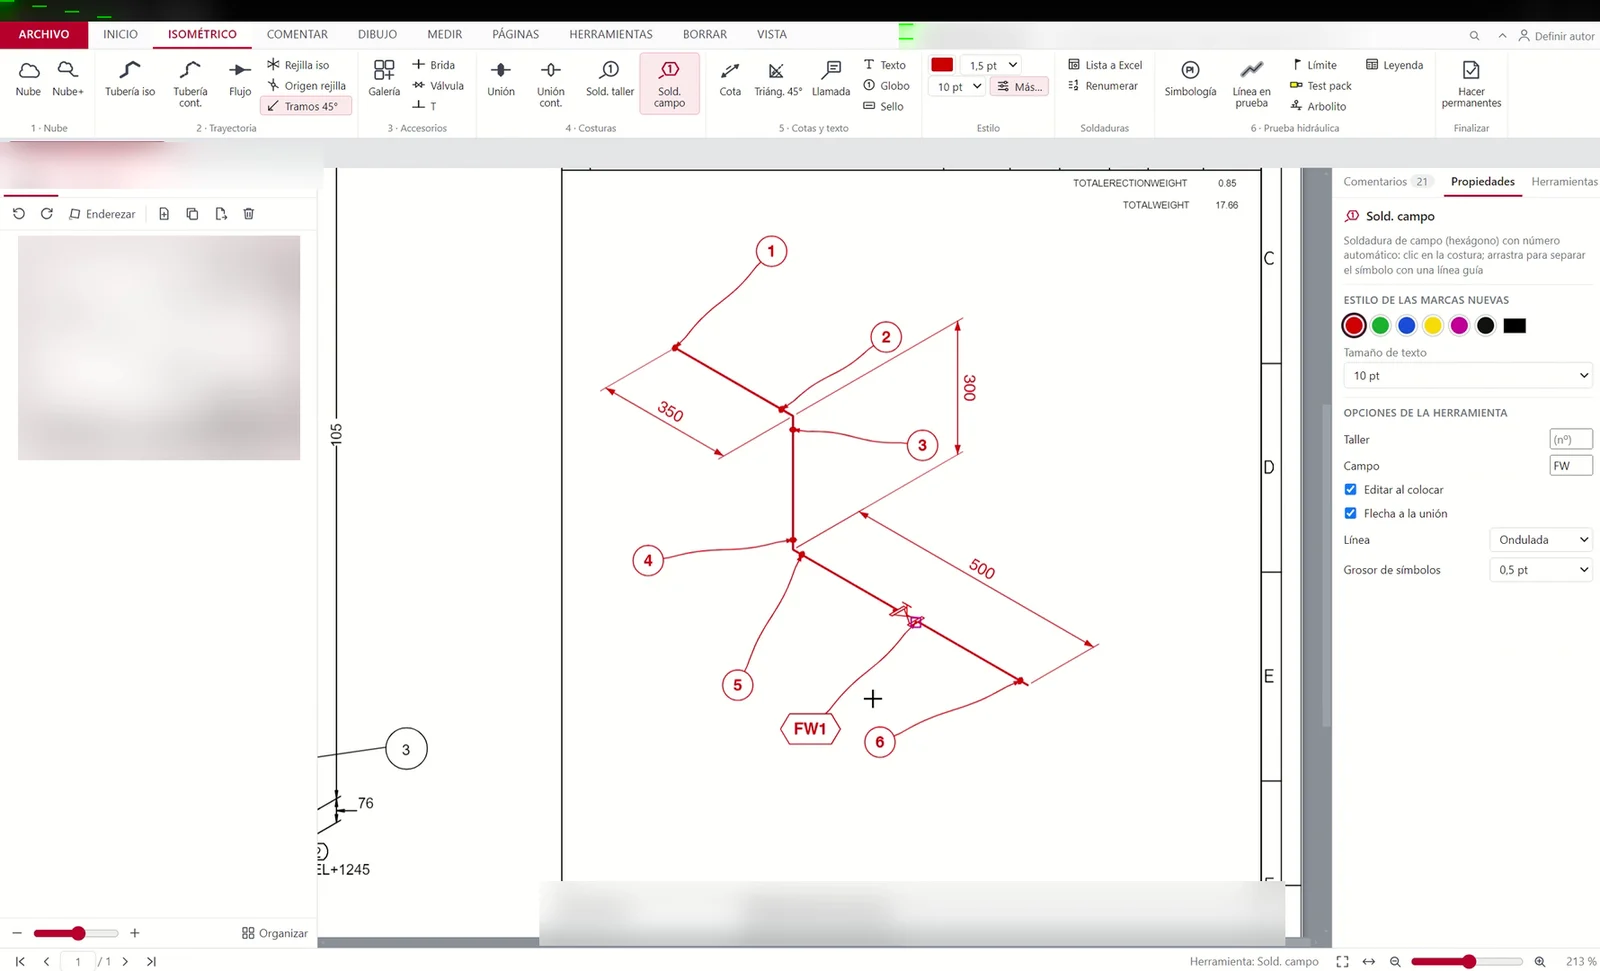 ARCHIVO INICIO ISOMÉTRICO COMENTAR DIBUJO MEDIR PÁGINAS HERRAMIENTAS BORRAR VISTA Definir autor
Nube Nube+
1 · Nube
Tubería iso Tubería cont. Flujo
Rejilla iso
Origen rejilla
Tramos 45°
2 · Trayectoria
Galería
Brida
Válvula
T
3 · Accesorios
Unión Unión cont. Sold. taller Sold. campo
4 · Costuras
Cota Triáng. 45° Llamada
Texto
Globo
Sello
5 · Cotas y texto
1,5 pt
10 pt Más...
Estilo
Lista a Excel
Renumerar
Soldaduras
Simbología Línea en prueba
Límite
Test pack
Arbolito
Leyenda
6 · Prueba hidráulica
Hacer permanentes
Finalizar
Enderezar
Organizar
1 / 1
105
3
76
EL+1245
TOTALERECTIONWEIGHT 0.85
TOTALWEIGHT 17.66
C
D
E
1
2
3
4
5
6
FW1
350
300
500
Comentarios 21 Propiedades Herramientas
Sold. campo
Soldadura de campo (hexágono) con número
automático: clic en la costura; arrastra para separar
el símbolo con una línea guía
ESTILO DE LAS MARCAS NUEVAS
Tamaño de texto
10 pt
OPCIONES DE LA HERRAMIENTA
Taller (nº)
Campo FW
Editar al colocar
Flecha a la unión
Línea Ondulada
Grosor de símbolos 0,5 pt
Herramienta: Sold. campo 213 %